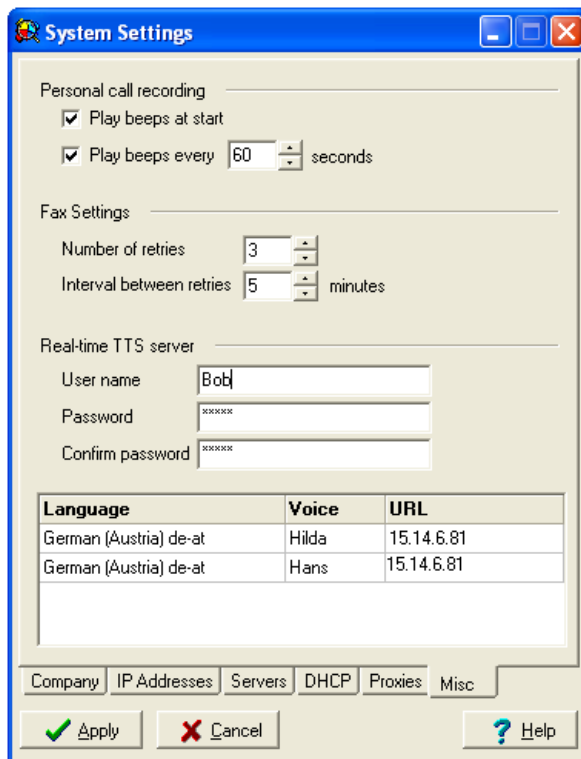 System Settings
Personal call recording
Play beeps at start
Play beeps every 60 seconds
Fax Settings
Number of retries 3
Interval between retries 5 minutes
Real-time TTS server
User name Bob
Password *****
Confirm password *****
Language Voice URL
German (Austria) de-at Hilda 15.14.6.81
German (Austria) de-at Hans 15.14.6.81
Company IP Addresses Servers DHCP Proxies Misc
Apply Cancel Help